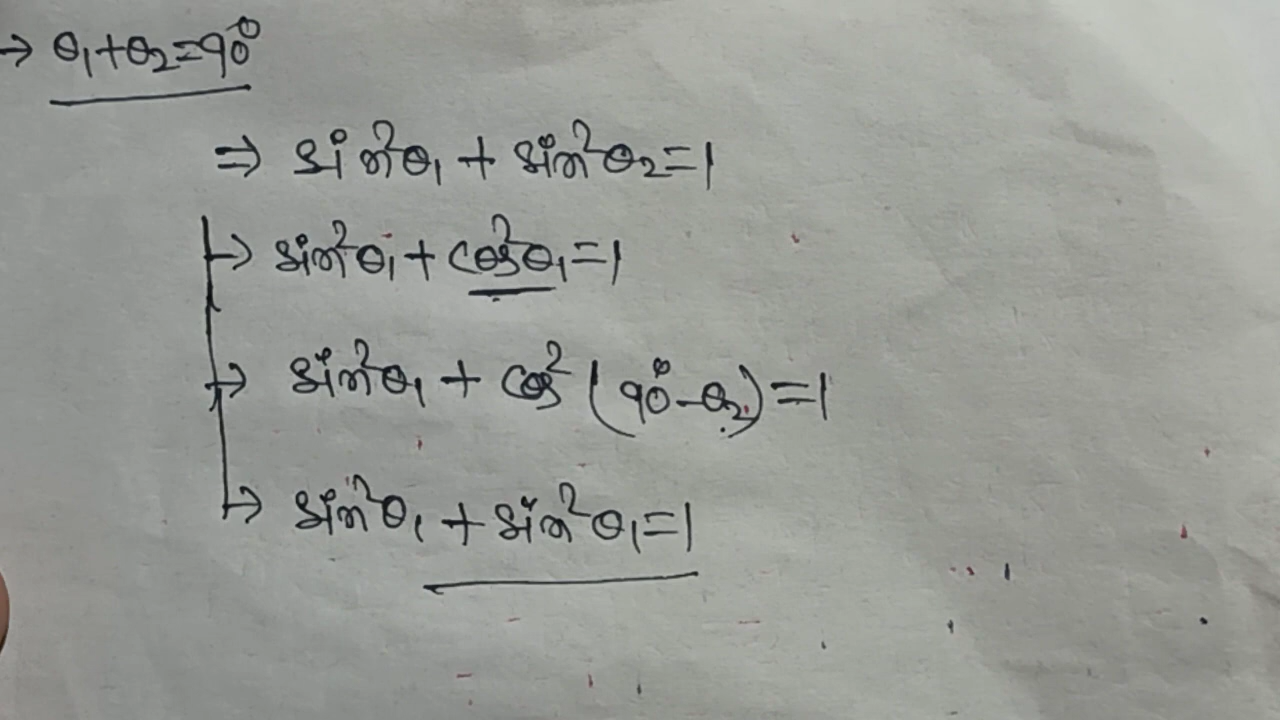 → θ₁+θ₂=90°
⇒ sin²θ₁ + sin²θ₂=1
→ sin²θ₁ + cos²θ₁=1
→ sin²θ₁ + cos² (90°-θ₂)=1
→ sin²θ₁ + sin²θ₁=1